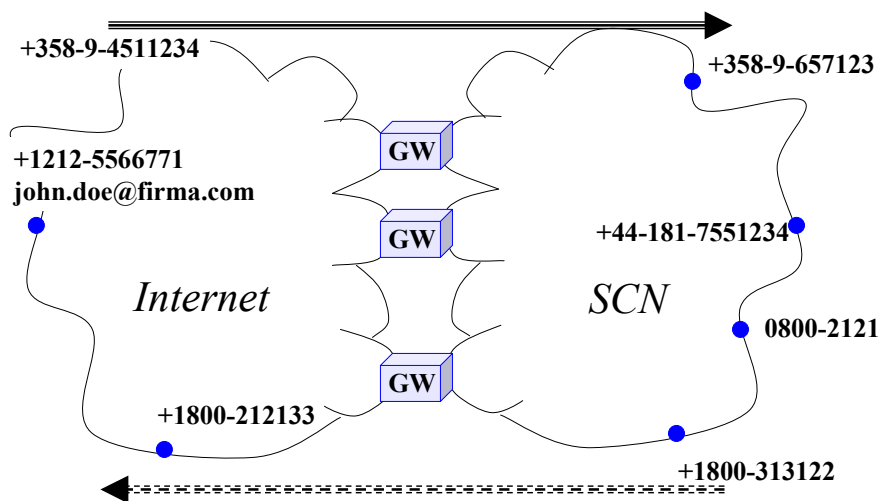 +358-9-4511234
+358-9-657123
GW
+1212-5566771
john.doe@firma.com
GW
+44-181-7551234
Internet
SCN
0800-2121
GW
+1800-212133
+1800-313122